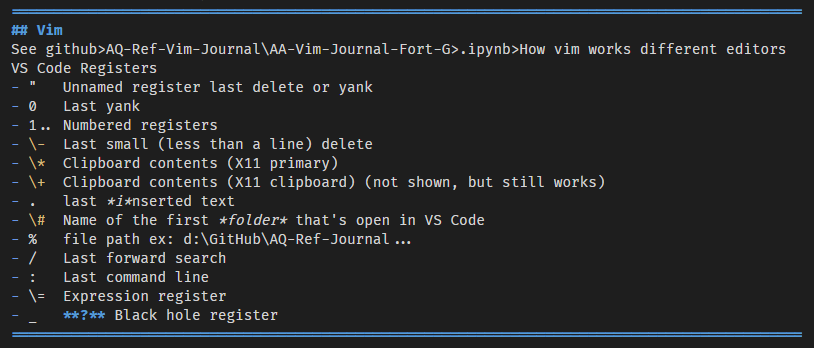 ## Vim
See github>AQ-Ref-Vim-Journal\AA-Vim-Journal-Fort-G>.ipynb>How vim works different editors
VS Code Registers
- "   Unnamed register last delete or yank
- 0   Last yank
- 1.. Numbered registers
- \-  Last small (less than a line) delete
- \*  Clipboard contents (X11 primary)
- \+  Clipboard contents (X11 clipboard) (not shown, but still works)
- .   last *i*nserted text
- \#  Name of the first *folder* that's open in VS Code
- %   file path ex: d:\GitHub\AQ-Ref-Journal...
- /   Last forward search
- :   Last command line
- \=  Expression register
- _   **?** Black hole register